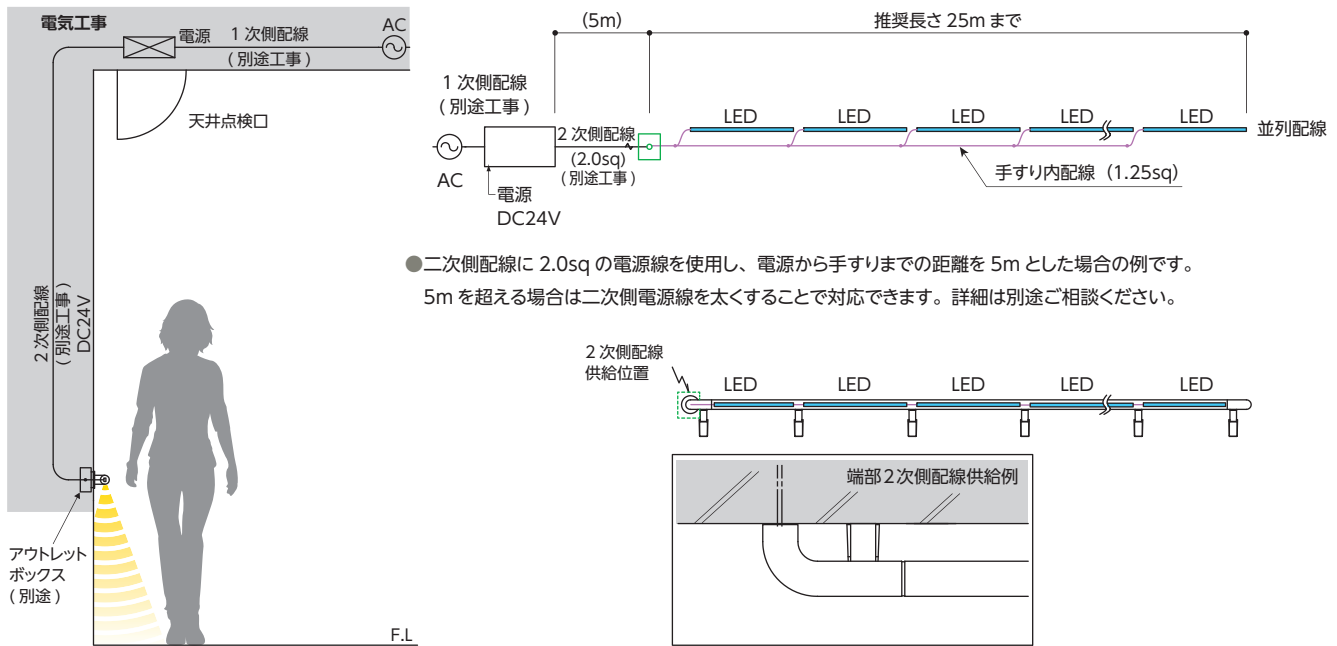 電気工事
電源
1次側配線
(別途工事)
AC
天井点検口
2次側配線
(別途工事)
DC24V
アウトレット
ボックス
(別途)
F.L
(5m)
推奨長さ 25m まで
1次側配線
(別途工事)
AC
電源
DC24V
2次側配線
(2.0sq)
(別途工事)
LED
LED
LED
LED
LED
並列配線
手すり内配線(1.25sq)
●二次側配線に 2.0sq の電源線を使用し、電源から手すりまでの距離を 5m とした場合の例です。
5m を超える場合は二次側電源線を太くすることで対応できます。詳細は別途ご相談ください。
2次側配線
供給位置
LED
LED
LED
LED
LED
端部2次側配線供給例